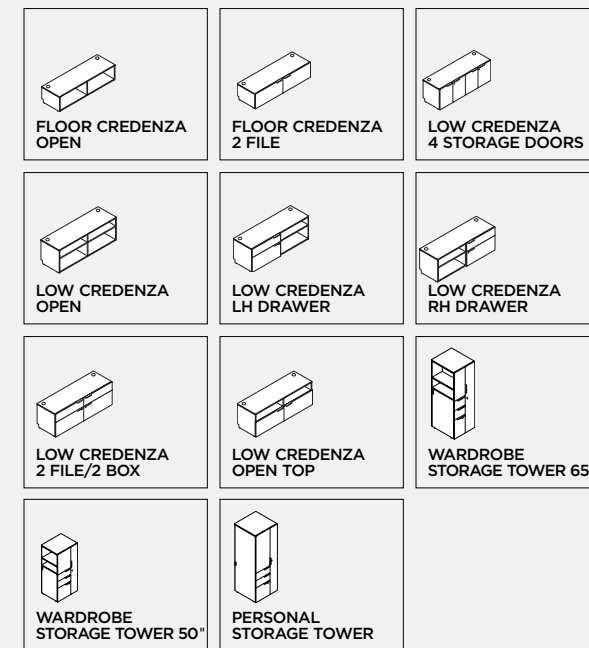 FLOOR CREDENZA
OPEN
FLOOR CREDENZA
2 FILE
LOW CREDENZA
4 STORAGE DOORS
LOW CREDENZA
OPEN
LOW CREDENZA
LH DRAWER
LOW CREDENZA
RH DRAWER
LOW CREDENZA
2 FILE/2 BOX
LOW CREDENZA
OPEN TOP
WARDROBE
STORAGE TOWER 65
WARDROBE
STORAGE TOWER 50"
PERSONAL
STORAGE TOWER